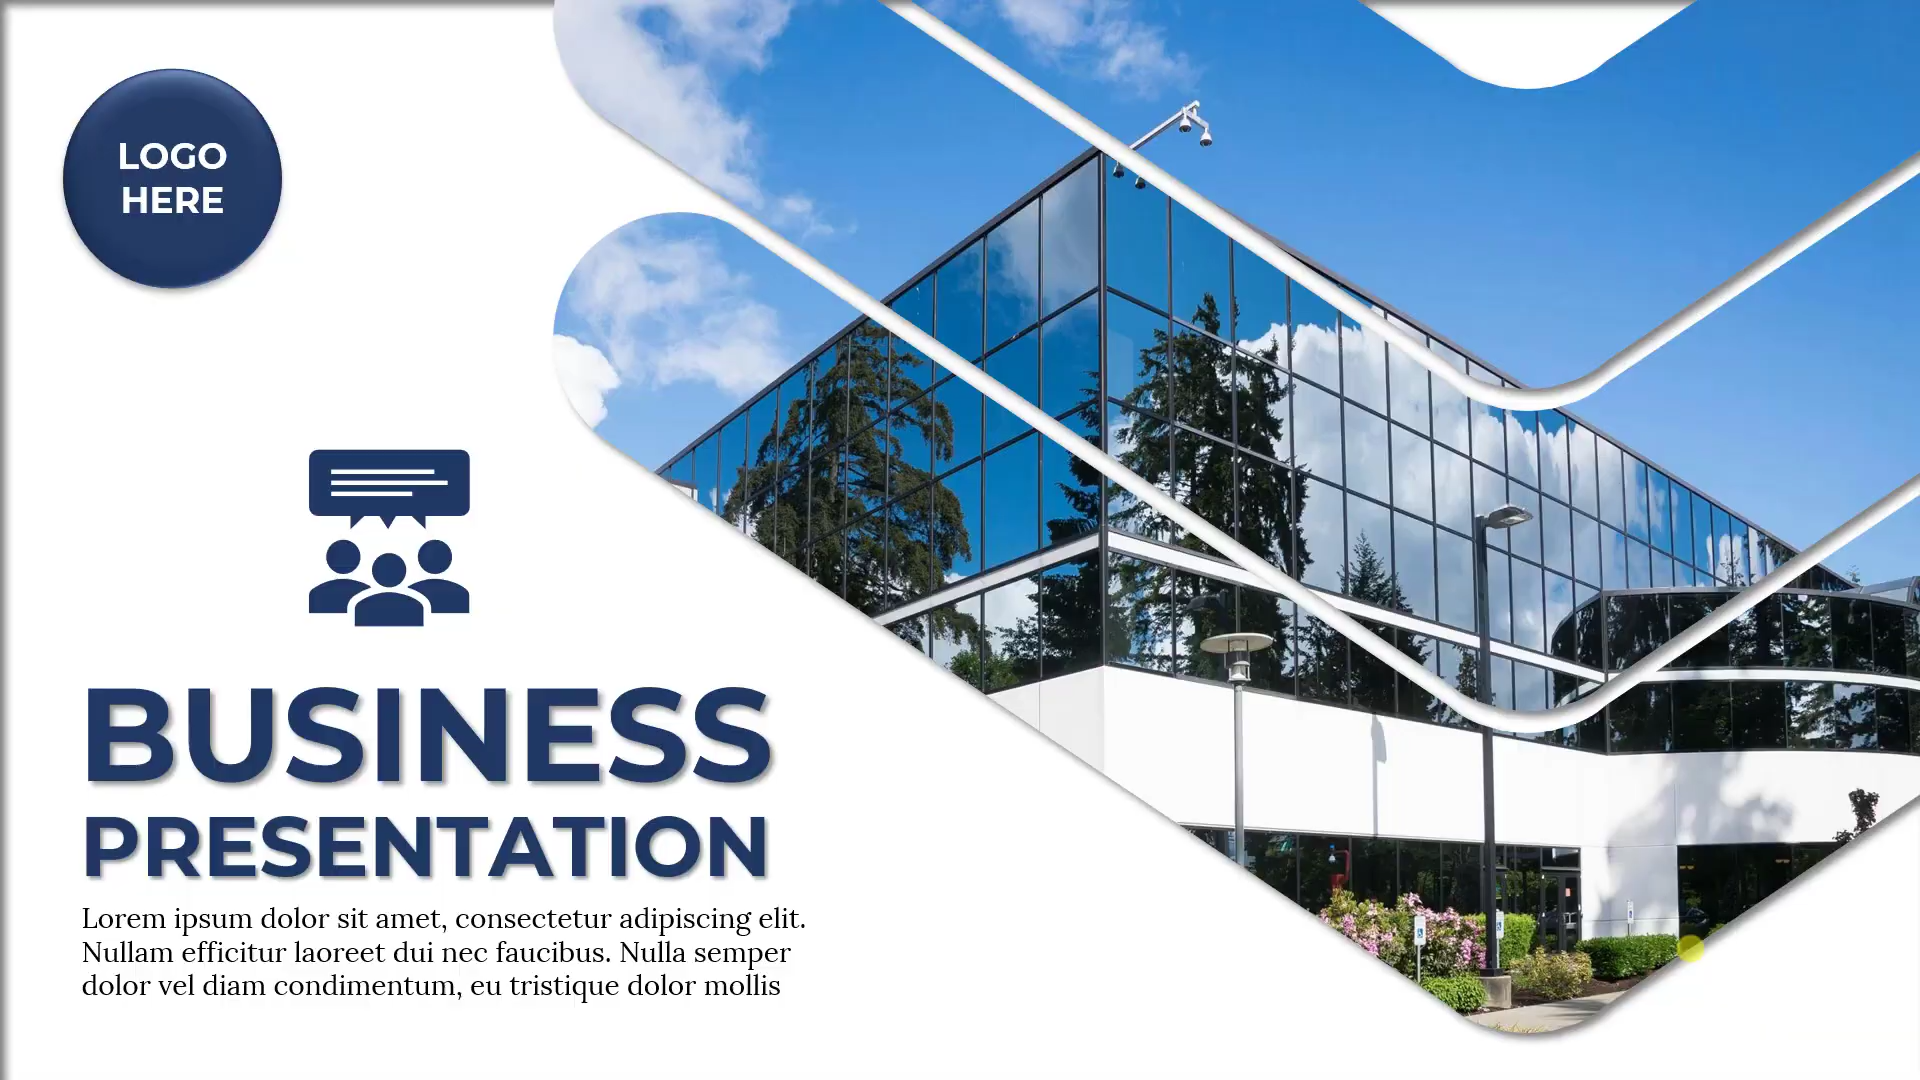 LOGO
HERE
BUSINESS
PRESENTATION
Lorem ipsum dolor sit amet, consectetur adipiscing elit.
Nullam efficitur laoreet dui nec faucibus. Nulla semper
dolor vel diam condimentum, eu tristique dolor mollis